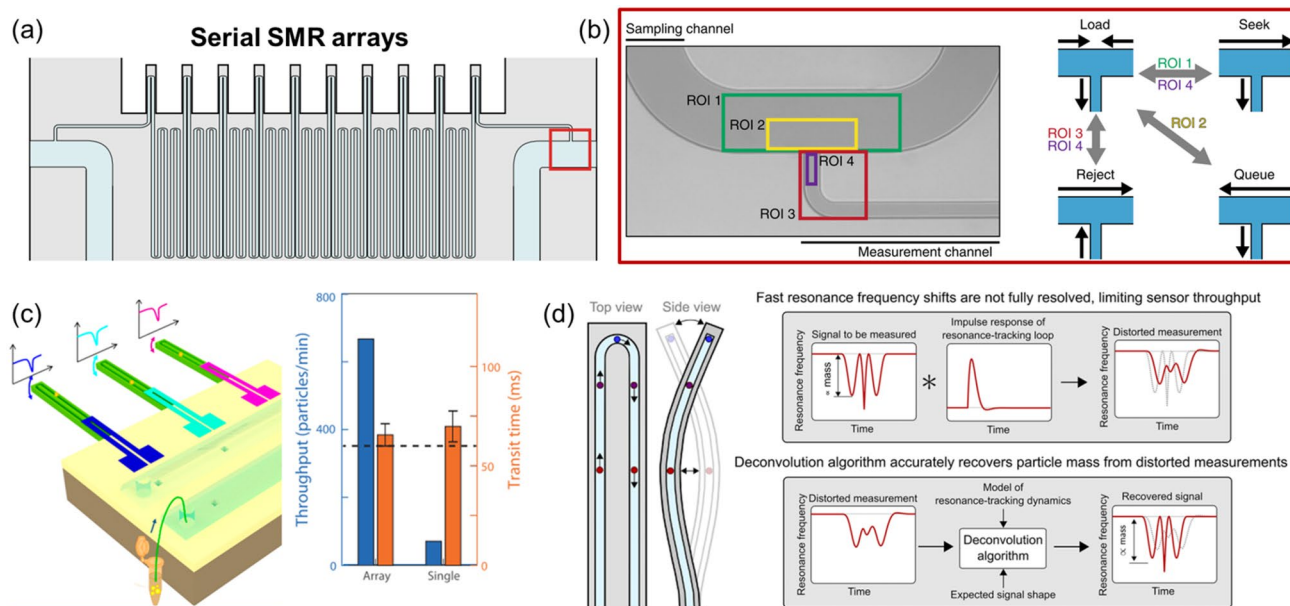 (a)
Serial SMR arrays
(b)
Sampling channel
ROI 1
ROI 2
ROI 4
ROI 3
Measurement channel
Load
Seek
ROI 1
ROI 4
ROI 3
ROI 4
ROI 2
Reject
Queue
(c)
Throughput (particles/min)
800
400
0
Transit time (ms)
100
50
0
Array
Single
(d)
Top view
Side view
Fast resonance frequency shifts are not fully resolved, limiting sensor throughput
Signal to be measured
Impulse response of
resonance-tracking loop
Distorted measurement
Resonance frequency
∝ mass
Time
*
Resonance frequency
Time
Resonance frequency
Time
Deconvolution algorithm accurately recovers particle mass from distorted measurements
Distorted measurement
Model of
resonance-tracking dynamics
Recovered signal
Resonance frequency
Time
Deconvolution
algorithm
Expected signal shape
Resonance frequency
∝ mass
Time